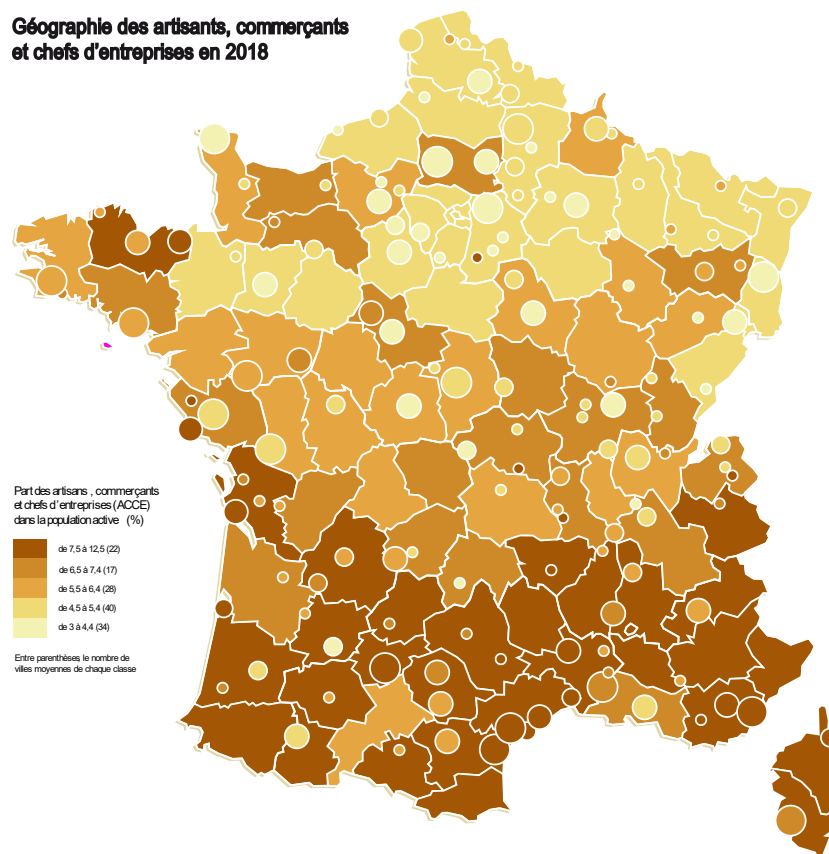 Géographie des artisants, commerçants
et chefs d'entreprises en 2018
Part des artisans , commerçants
et chefs d'entreprises (ACCE)
dans la population active (%)
de 7,5 à 12,5 (22)
de 6,5 à 7,4 (17)
de 5,5 à 6,4 (28)
de 4,5 à 5,4 (40)
de 3 à 4,4 (34)
Entre parenthèses, le nombre de
villes moyennes de chaque classe